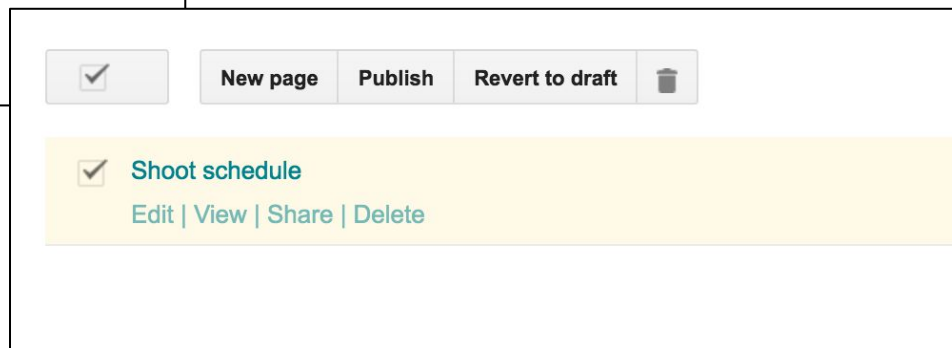 New page Publish Revert to draft
Shoot schedule
Edit | View | Share | Delete